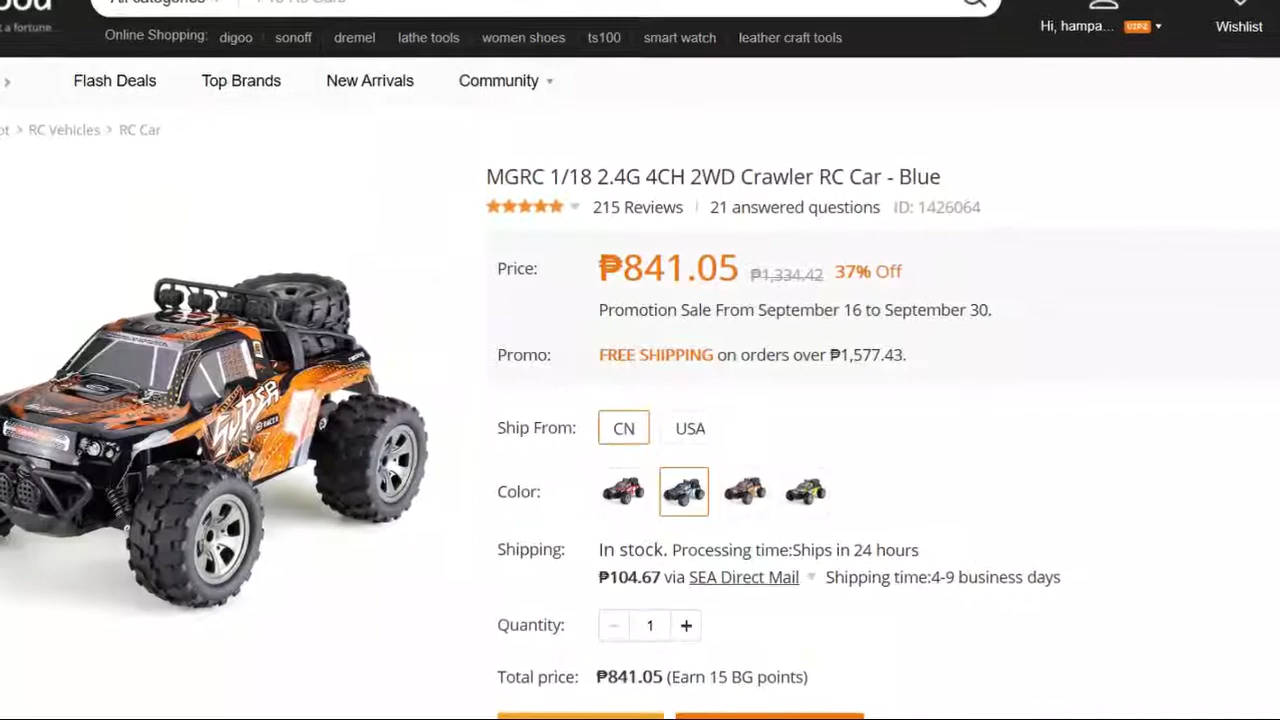 t a fortune
Online Shopping: digoo sonoff dremel lathe tools women shoes ts100 smart watch leather craft tools
Hi, hampa...
Wishlist
Flash Deals Top Brands New Arrivals Community
> RC Vehicles > RC Car
MGRC 1/18 2.4G 4CH 2WD Crawler RC Car - Blue
215 Reviews 21 answered questions ID: 1426064
Price: ₱841.05 ₱1,334.42 37% Off
Promotion Sale From September 16 to September 30.
Promo: FREE SHIPPING on orders over ₱1,577.43.
Ship From: CN USA
Color:
SUPER
Shipping: In stock. Processing time:Ships in 24 hours
₱104.67 via SEA Direct Mail Shipping time:4-9 business days
Quantity: − 1 +
Total price: ₱841.05 (Earn 15 BG points)